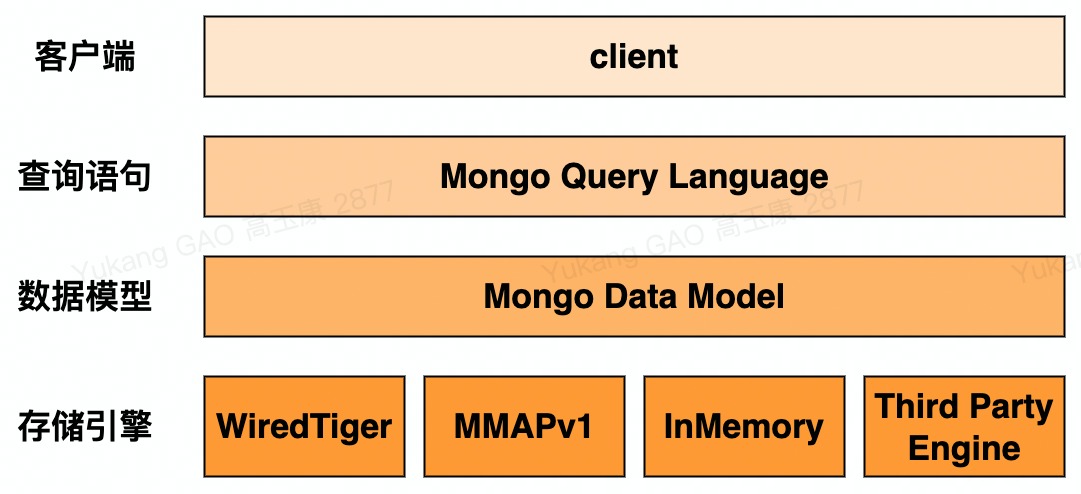 客户端
client
查询语句
Mongo Query Language
数据模型
Mongo Data Model
存储引擎
WiredTiger
MMAPv1
InMemory
Third Party
Engine
Yukang GAO 高玉康 2877
Yukang GAO 高玉康 2877
Yukan